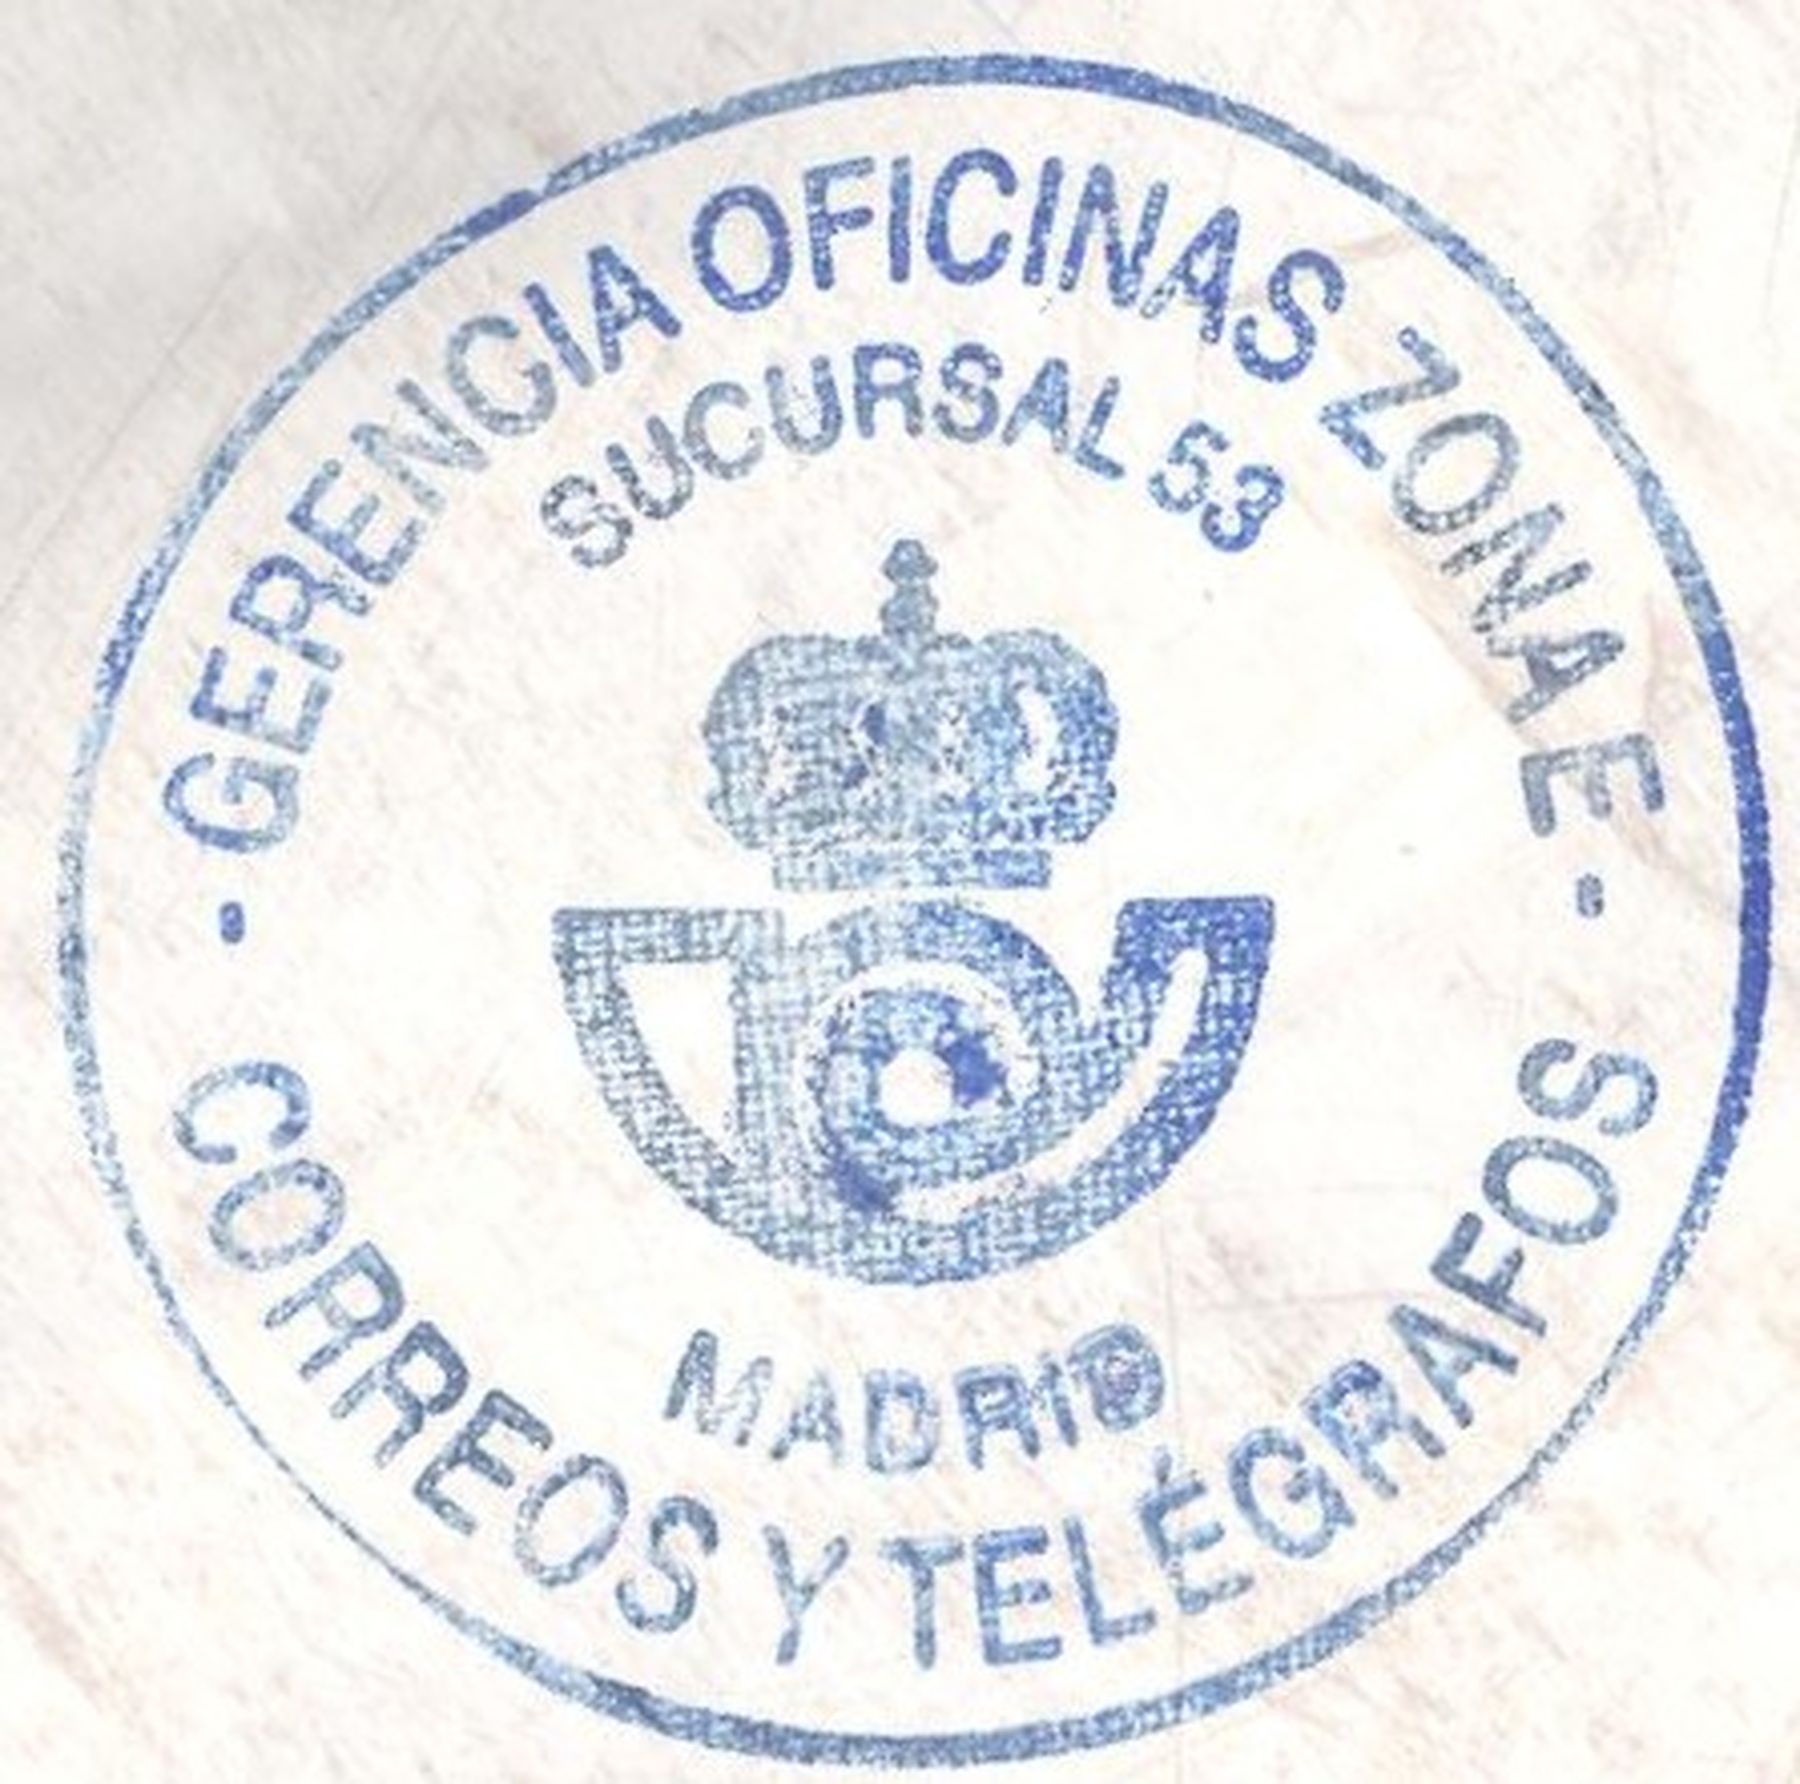 - GERENCIA OFICINAS ZONA E -
SUCURSAL 53
MADRID
CORREOS Y TELÉGRAFOS